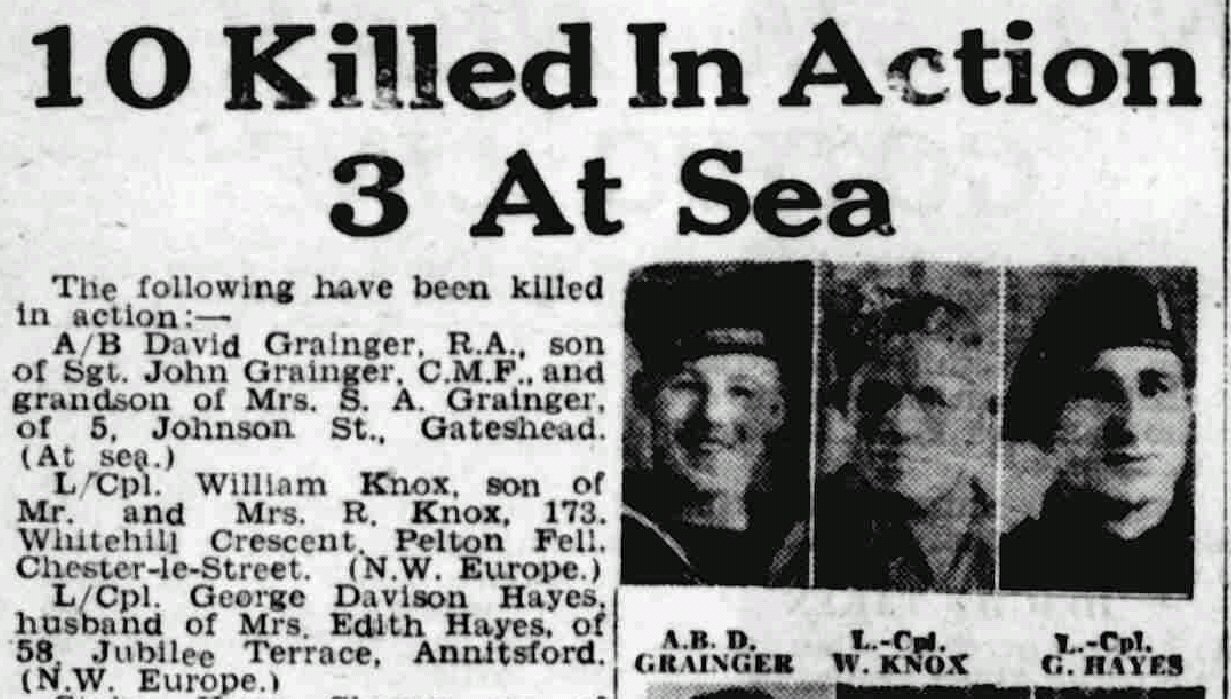 10 Killed In Action
3 At Sea
The following have been killed
in action:—
A/B David Grainger, R.A., son
of Sgt. John Grainger, C.M.F., and
grandson of Mrs. S. A. Grainger,
of 5, Johnson St., Gateshead.
(At sea.)
L/Cpl. William Knox, son of
Mr. and Mrs. R. Knox, 173,
Whitehill Crescent, Pelton Fell,
Chester-le-Street. (N.W. Europe.)
L/Cpl. George Davison Hayes,
husband of Mrs. Edith Hayes, of
58, Jubilee Terrace, Annitsford.
(N.W. Europe.)
A.B. D.
GRAINGER
L.-Cpl.
W. KNOX
L.-Cpl.
G. HAYES